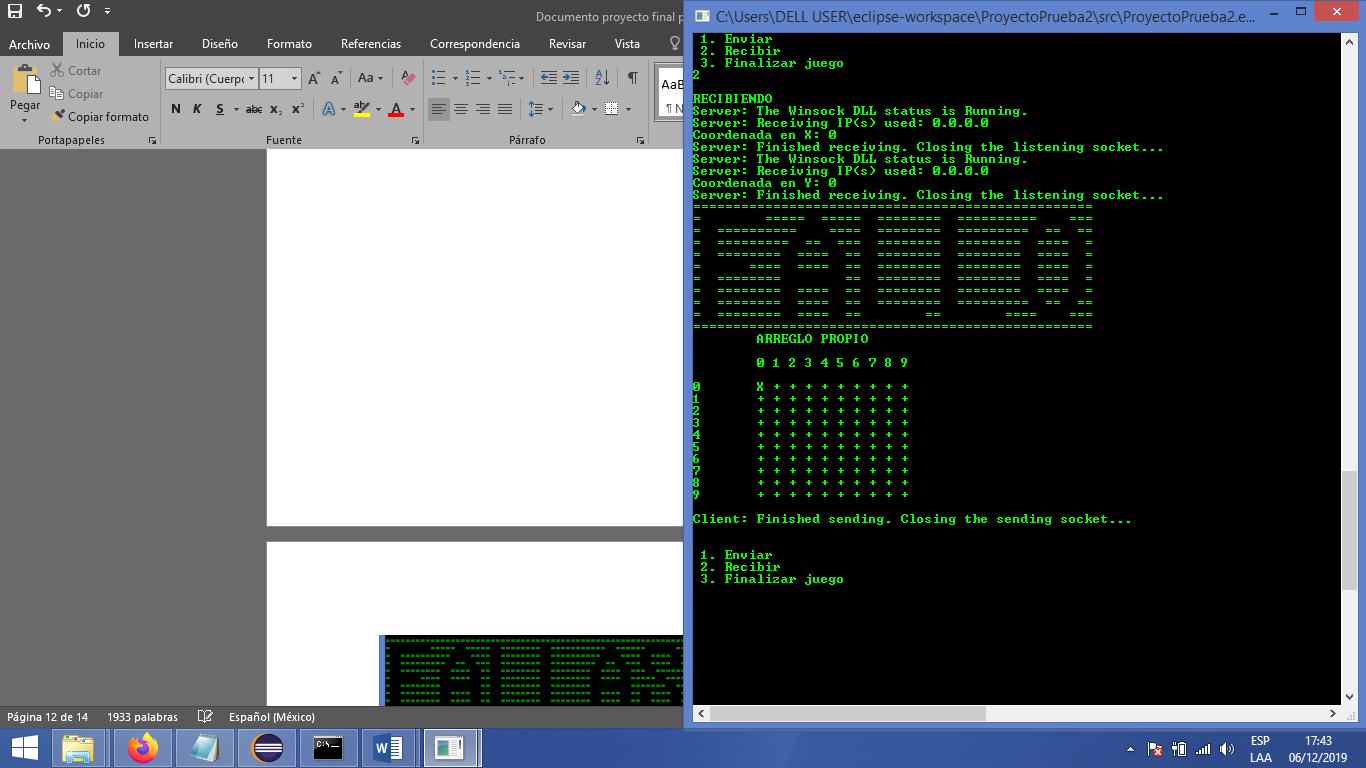 Documento proyecto final p
Archivo Inicio Insertar Diseño Formato Referencias Correspondencia Revisar Vista
Pegar
Cortar
Copiar
Copiar formato
Portapapeles
Calibri (Cuerpo 11
Fuente
Párrafo
AaB
¶ N
C:\Users\DELL USER\eclipse-workspace\ProyectoPrueba2\src\ProyectoPrueba2.e...
1. Enviar
2. Recibir
3. Finalizar juego
2
RECIBIENDO
Server: The Winsock DLL status is Running.
Server: Receiving IP(s) used: 0.0.0.0
Coordenada en X: 0
Server: Finished receiving. Closing the listening socket...
Server: The Winsock DLL status is Running.
Server: Receiving IP(s) used: 0.0.0.0
Coordenada en Y: 0
Server: Finished receiving. Closing the listening socket...
FALLO
ARREGLO PROPIO
0 1 2 3 4 5 6 7 8 9
0 X + + + + + + + + +
1 + + + + + + + + + +
2 + + + + + + + + + +
3 + + + + + + + + + +
4 + + + + + + + + + +
5 + + + + + + + + + +
6 + + + + + + + + + +
7 + + + + + + + + + +
8 + + + + + + + + + +
9 + + + + + + + + + +
Client: Finished sending. Closing the sending socket...
1. Enviar
2. Recibir
3. Finalizar juego
Página 12 de 14 1933 palabras Español (México)
ESP 17:43
LAA 06/12/2019